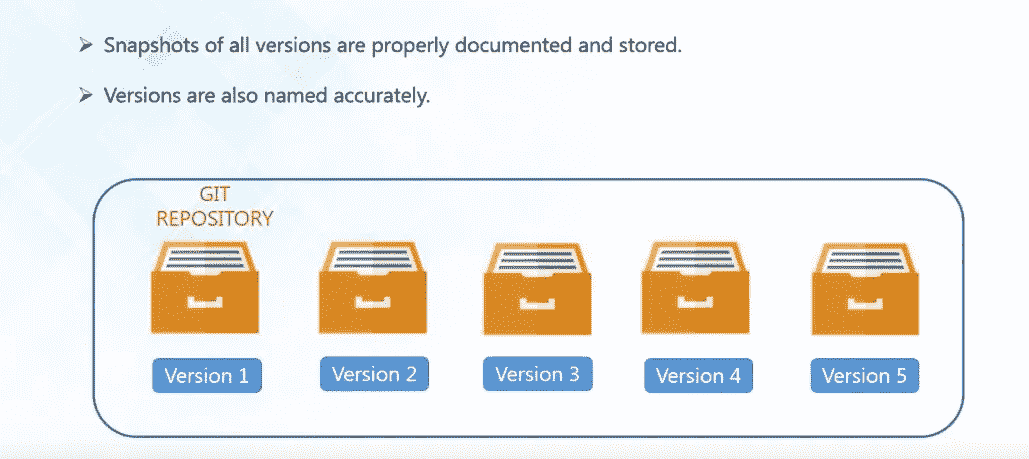 Snapshots of all versions are properly documented and stored.
Versions are also named accurately.
GIT
REPOSITORY
Version 1
Version 2
Version 3
Version 4
Version 5